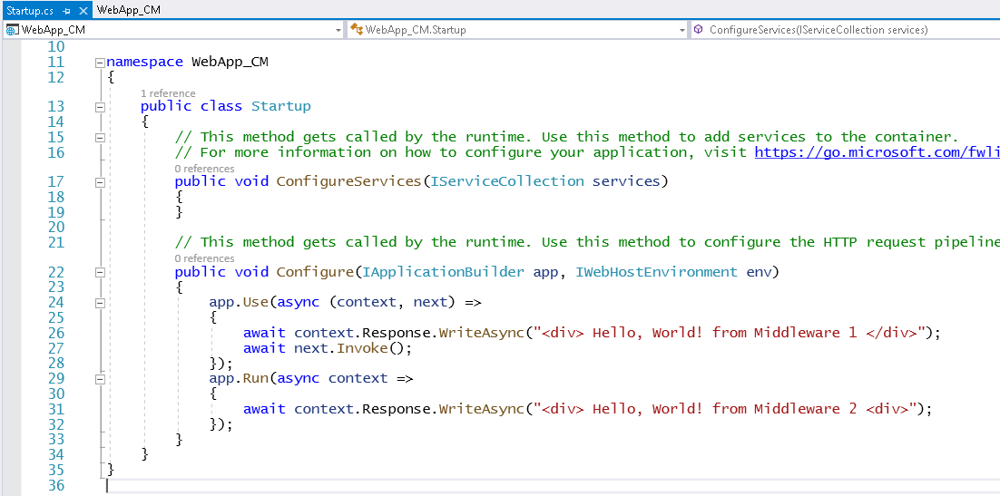 Startup.cs WebApp_CM
WebApp_CM WebApp_CM.Startup ConfigureServices(IServiceCollection services)
10
11 namespace WebApp_CM
12 {
1 reference
13 public class Startup
14 {
15 // This method gets called by the runtime. Use this method to add services to the container.
16 // For more information on how to configure your application, visit https://go.microsoft.com/fwli
0 references
17 public void ConfigureServices(IServiceCollection services)
18 {
19 }
20
21 // This method gets called by the runtime. Use this method to configure the HTTP request pipeline
0 references
22 public void Configure(IApplicationBuilder app, IWebHostEnvironment env)
23 {
24 app.Use(async (context, next) =>
25 {
26 await context.Response.WriteAsync("<div> Hello, World! from Middleware 1 </div>");
27 await next.Invoke();
28 });
29 app.Run(async context =>
30 {
31 await context.Response.WriteAsync("<div> Hello, World! from Middleware 2 <div>");
32 });
33 }
34 }
35 }
36